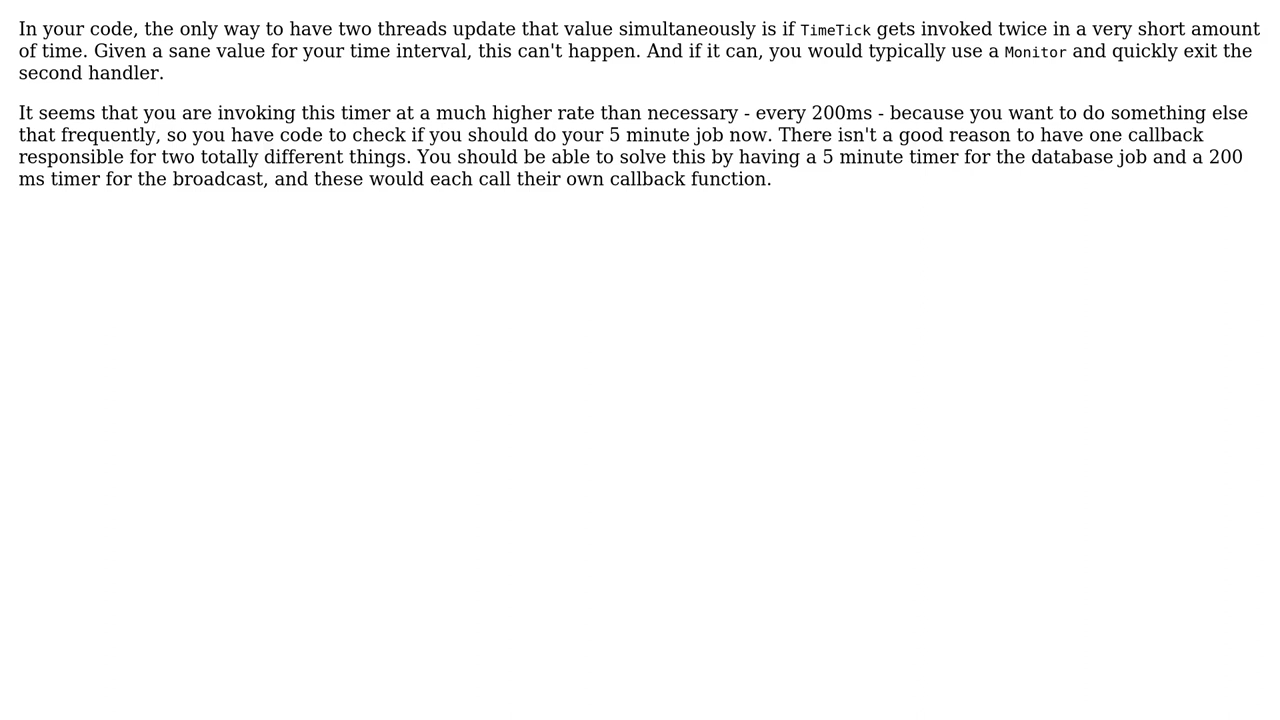 In your code, the only way to have two threads update that value simultaneously is if TimeTick gets invoked twice in a very short amount
of time. Given a sane value for your time interval, this can't happen. And if it can, you would typically use a Monitor and quickly exit the
second handler.
It seems that you are invoking this timer at a much higher rate than necessary - every 200ms - because you want to do something else
that frequently, so you have code to check if you should do your 5 minute job now. There isn't a good reason to have one callback
responsible for two totally different things. You should be able to solve this by having a 5 minute timer for the database job and a 200
ms timer for the broadcast, and these would each call their own callback function.